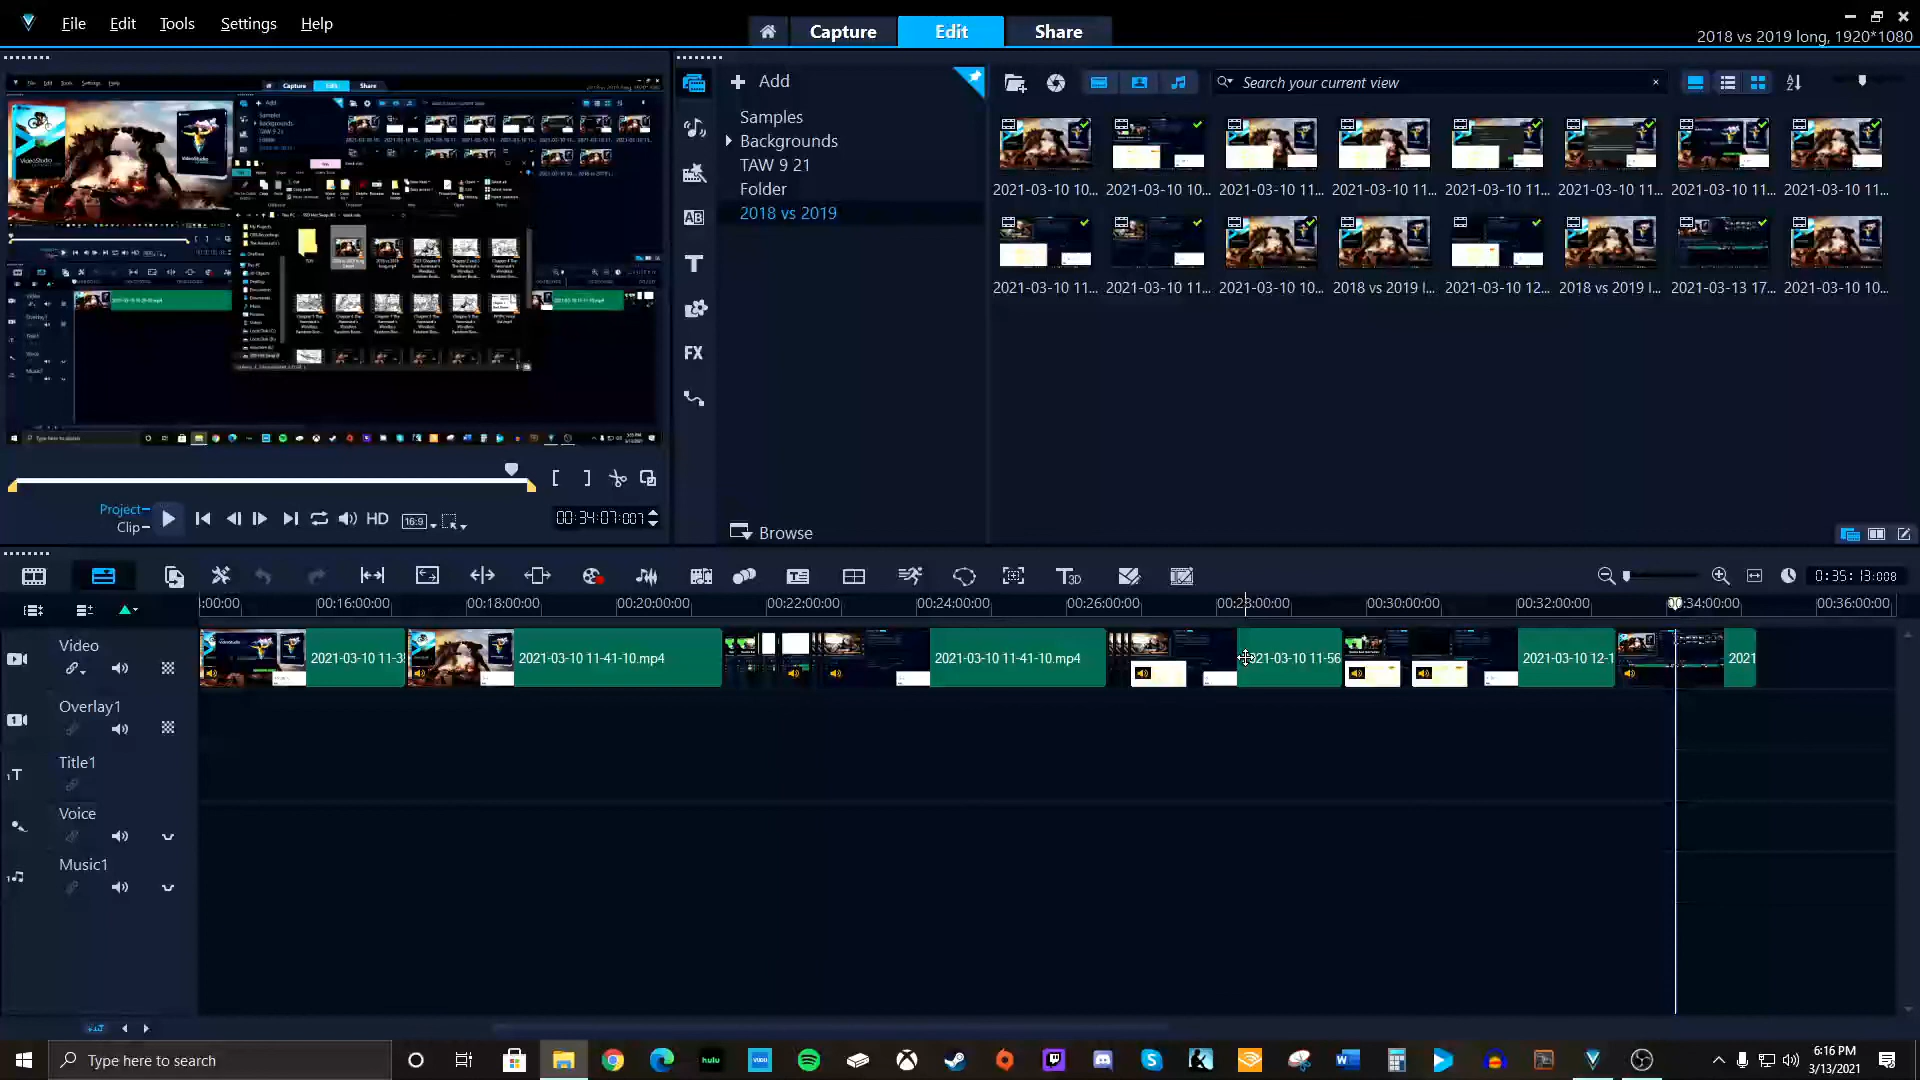 File Edit Tools Settings Help
Capture Edit Share
2018 vs 2019 long, 1920*1080
Add
Search your current view
Samples
Backgrounds
TAW 9 21
Folder
2018 vs 2019
Browse
2021-03-10 10... 2021-03-10 10... 2021-03-10 11... 2021-03-10 11... 2021-03-10 11... 2021-03-10 11... 2021-03-10 11... 2021-03-10 11...
2021-03-10 11... 2021-03-10 11... 2021-03-10 10... 2018 vs 2019 l... 2021-03-10 12... 2018 vs 2019 l... 2021-03-13 17... 2021-03-10 10...
Project
Clip
HD 16:9 00:34:07:007
AB
T
FX
T3D
0:35:13:008
:00:00 00:16:00:00 00:18:00:00 00:20:00:00 00:22:00:00 00:24:00:00 00:26:00:00 00:28:00:00 00:30:00:00 00:32:00:00 00:34:00:00 00:36:00:00
Video
2021-03-10 11-3 2021-03-10 11-41-10.mp4 2021-03-10 11-41-10.mp4 2021-03-10 11-56 2021-03-10 12-1 2021
Overlay1
Title1
Voice
Music1
Type here to search
hulu
VUDU
6:16 PM
3/13/2021